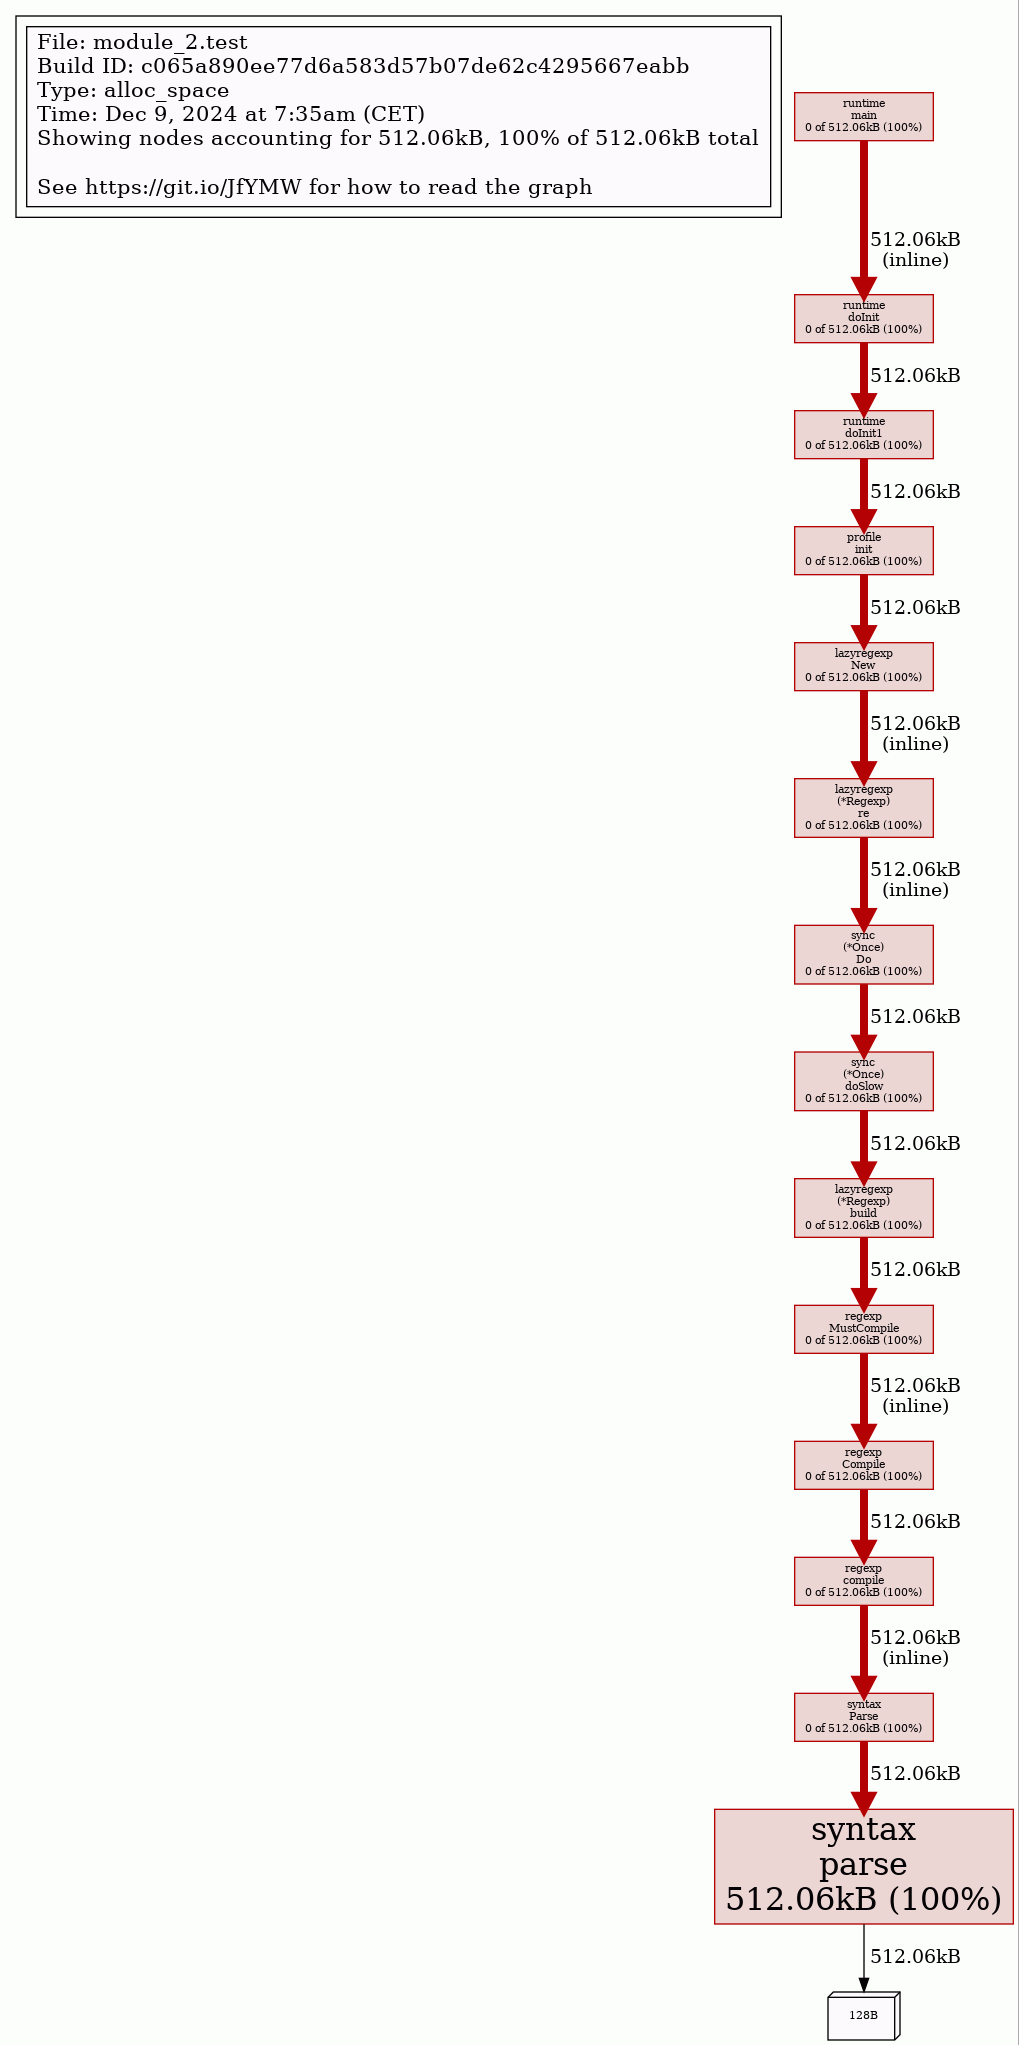 File: module_2.test
Build ID: c065a890ee77d6a583d57b07de62c4295667eabb
Type: alloc_space
Time: Dec 9, 2024 at 7:35am (CET)
Showing nodes accounting for 512.06kB, 100% of 512.06kB total
See https://git.io/JfYMW for how to read the graph
runtime
main
0 of 512.06kB (100%)
512.06kB
(inline)
runtime
doInit
0 of 512.06kB (100%)
512.06kB
runtime
doInit1
0 of 512.06kB (100%)
512.06kB
profile
init
0 of 512.06kB (100%)
512.06kB
lazyregexp
New
0 of 512.06kB (100%)
512.06kB
(inline)
lazyregexp
(*Regexp)
re
0 of 512.06kB (100%)
512.06kB
(inline)
sync
(*Once)
Do
0 of 512.06kB (100%)
512.06kB
sync
(*Once)
doSlow
0 of 512.06kB (100%)
512.06kB
lazyregexp
(*Regexp)
build
0 of 512.06kB (100%)
512.06kB
regexp
MustCompile
0 of 512.06kB (100%)
512.06kB
(inline)
regexp
Compile
0 of 512.06kB (100%)
512.06kB
regexp
compile
0 of 512.06kB (100%)
512.06kB
(inline)
syntax
Parse
0 of 512.06kB (100%)
512.06kB
syntax
parse
512.06kB (100%)
512.06kB
128B